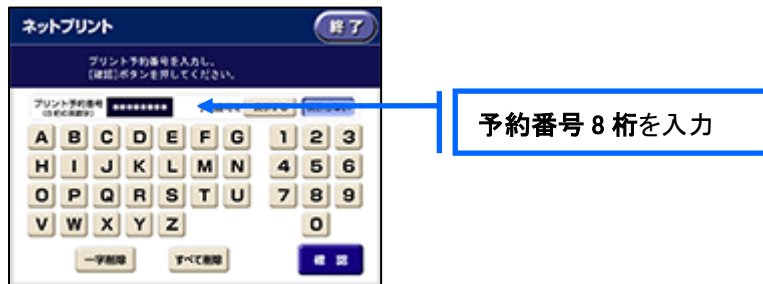 ネットプリント
終了
プリント予約番号を入力し、
[確認]ボタンを押してください。
プリント予約番号
********
予約番号8桁を入力
A B C D E F G 1 2 3
H I J K L M N 4 5 6
O P Q R S T U 7 8 9
V W X Y Z 0
一字削除 すべて削除 確認